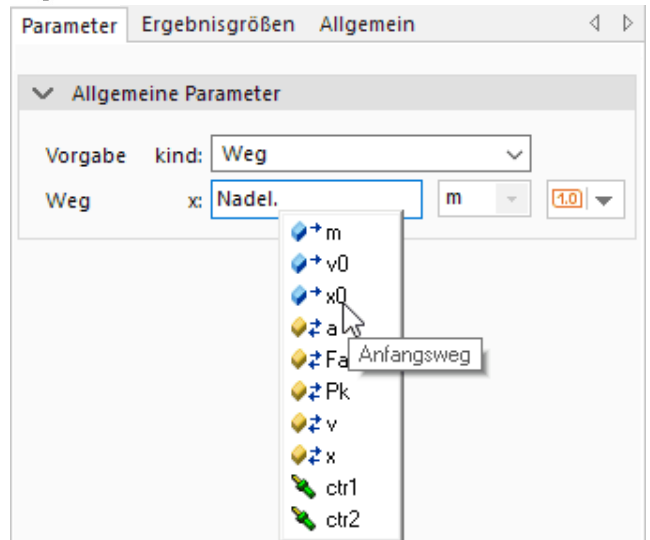 Parameter Ergebnisgrößen Allgemein
Allgemeine Parameter
Vorgabe kind: Weg
Weg x: Nadel. m 1.0
m
v0
x0
a
Anfangsweg
Fa
Pk
v
x
ctr1
ctr2